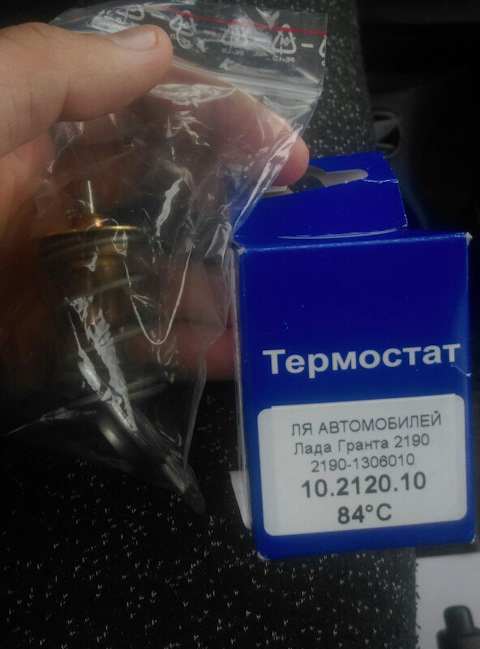 Термостат
ЛЯ АВТОМОБИЛЕЙ
Лада Гранта 2190
2190-1306010
10.2120.10
84°C